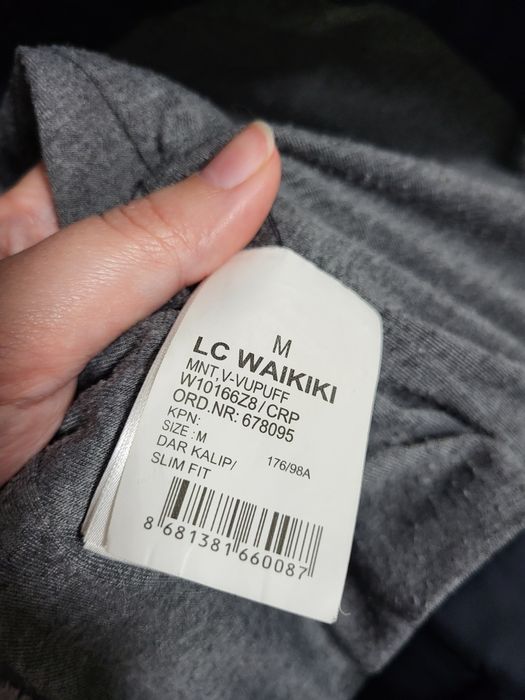 M
LC WAIKIKI
MNT,V-VUPUFF
W10166Z8/CRP
ORD.NR: 678095
KPN:
SIZE : M
176/98A
DAR KALIP/
SLIM FIT
8 681381 660087